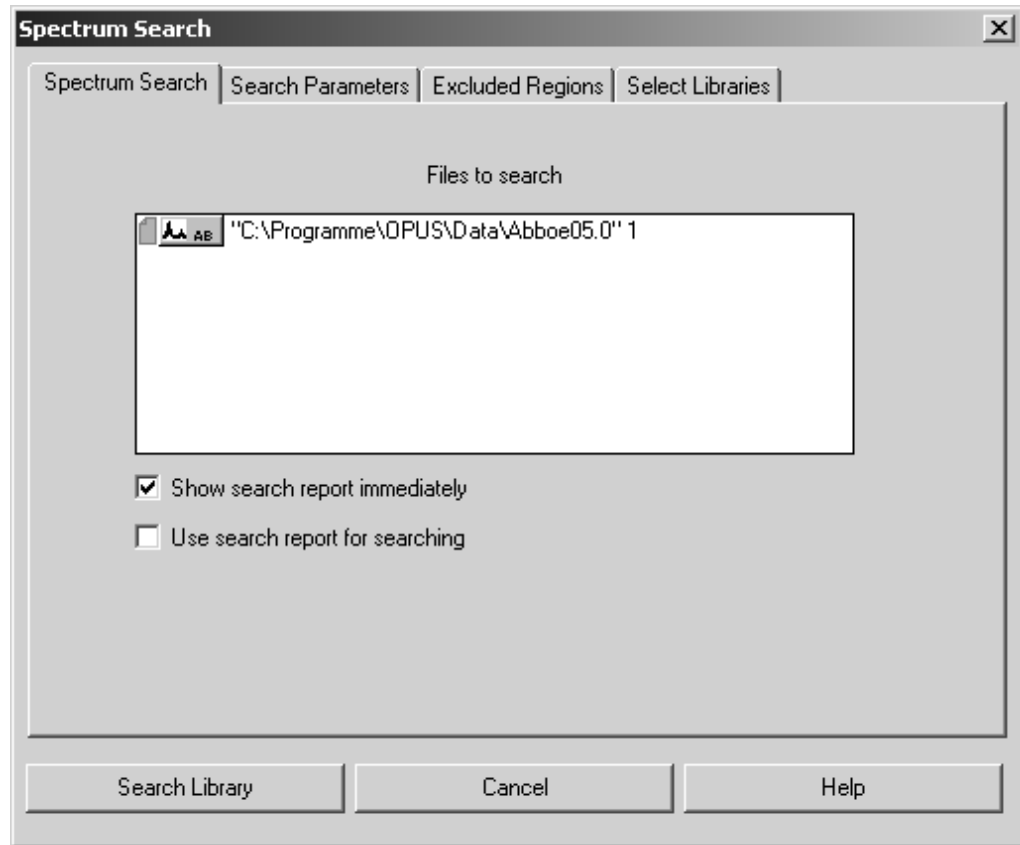 Spectrum Search
Spectrum Search Search Parameters Excluded Regions Select Libraries
Files to search
AB "C:\Programme\OPUS\Data\Abboe05.0" 1
Show search report immediately
Use search report for searching
Search Library Cancel Help